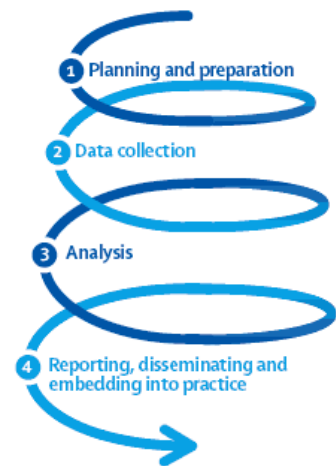 1 Planning and preparation
2 Data collection
3 Analysis
4 Reporting, disseminating and
embedding into practice